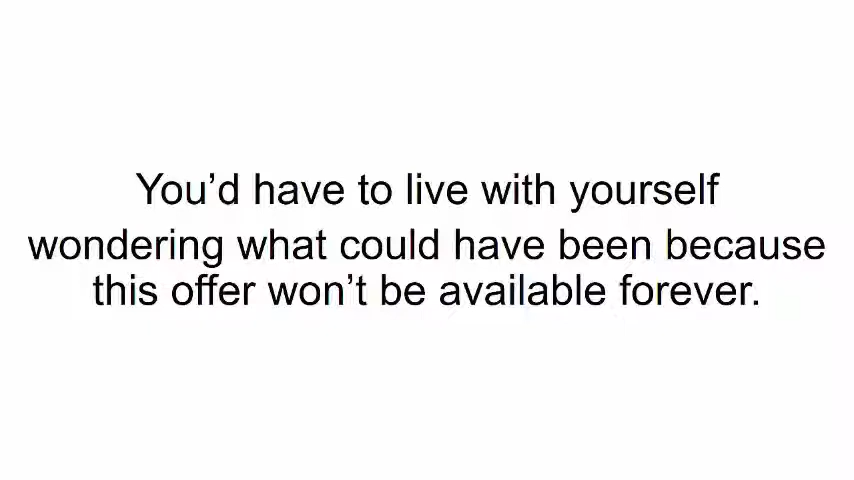 You’d have to live with yourself
wondering what could have been because
this offer won’t be available forever.